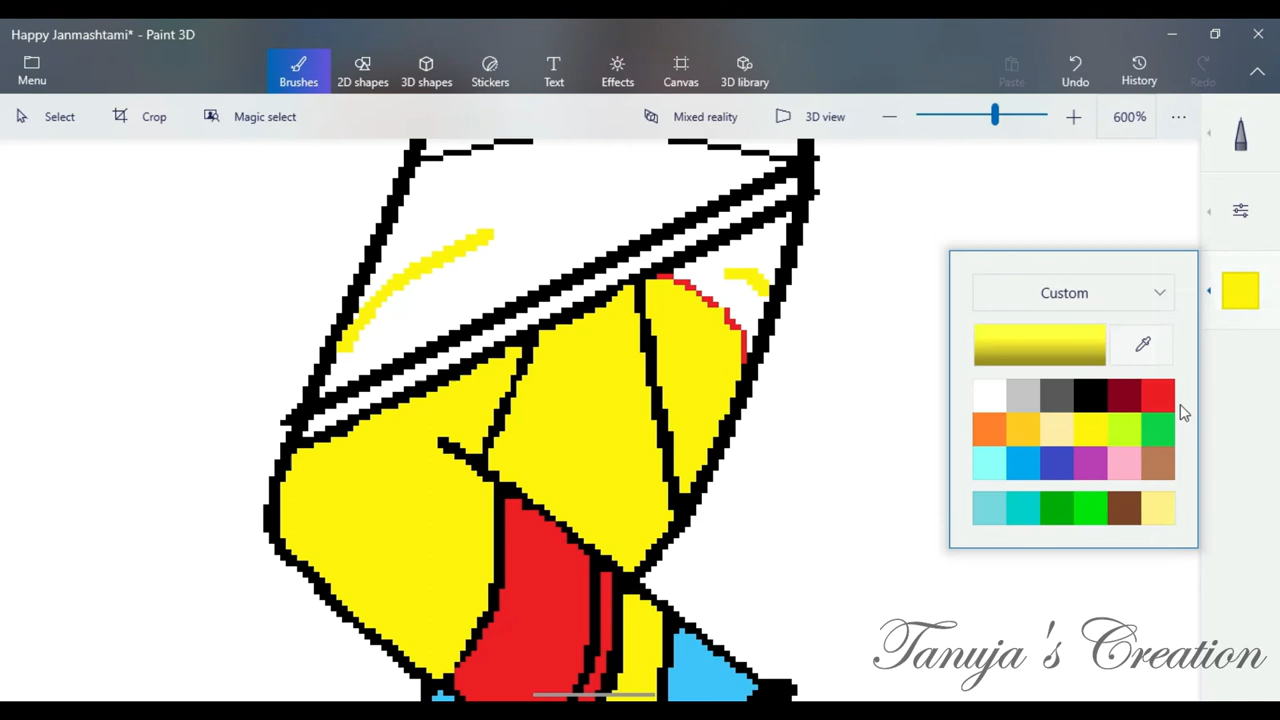 Happy Janmashtami* - Paint 3D
Menu
Brushes
2D shapes
3D shapes
Stickers
Text
Effects
Canvas
3D library
Paste
Undo
History
Redo
Select
Crop
Magic select
Mixed reality
3D view
600%
Custom
Tanuja's Creation